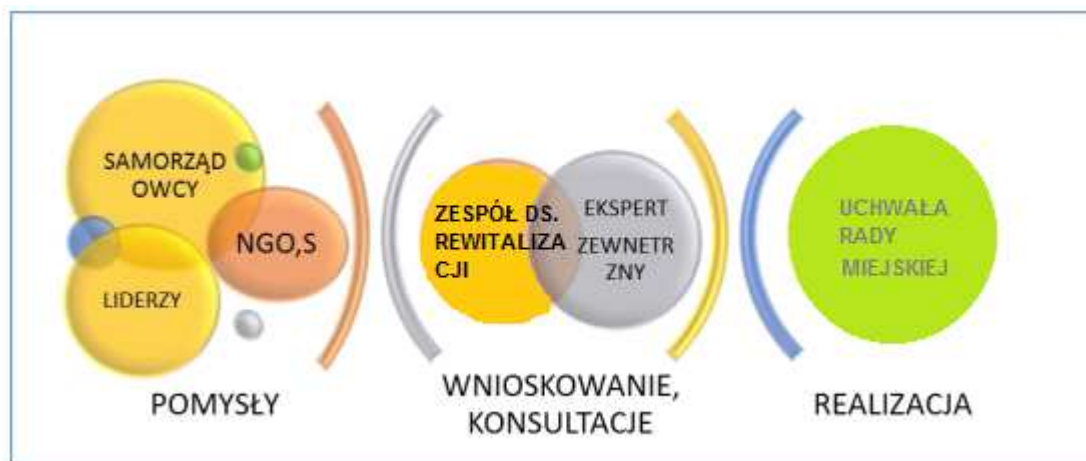 SAMORZĄD
OWCY
NGO,S
LIDERZY
POMYSŁY
ZESPÓŁ DS.
REWITALIZA
CJI
EKSPERT
ZEWNETR
ZNY
WNIOSKOWANIE,
KONSULTACJE
UCHWAŁA
RADY
MIEJSKIEJ
REALIZACJA